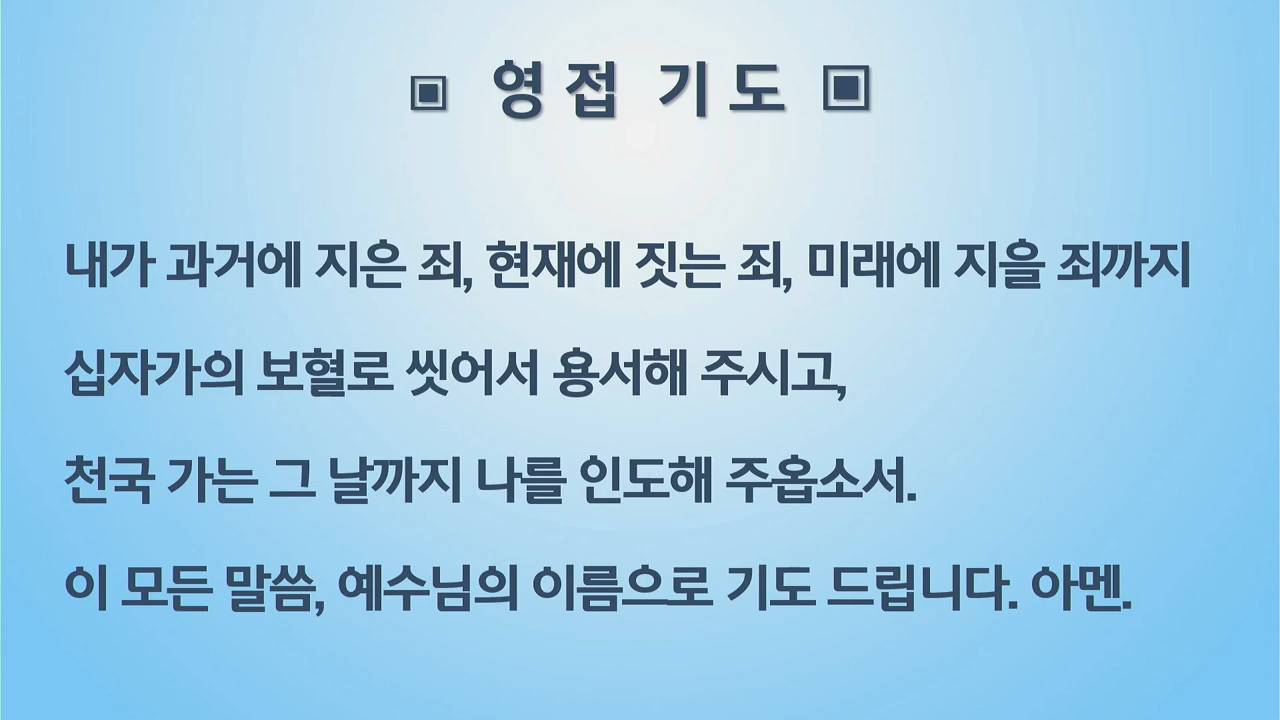 ▣ 영접 기도 ▣
내가 과거에 지은 죄, 현재에 짓는 죄, 미래에 지을 죄까지
십자가의 보혈로 씻어서 용서해 주시고,
천국 가는 그 날까지 나를 인도해 주옵소서.
이 모든 말씀, 예수님의 이름으로 기도 드립니다. 아멘.